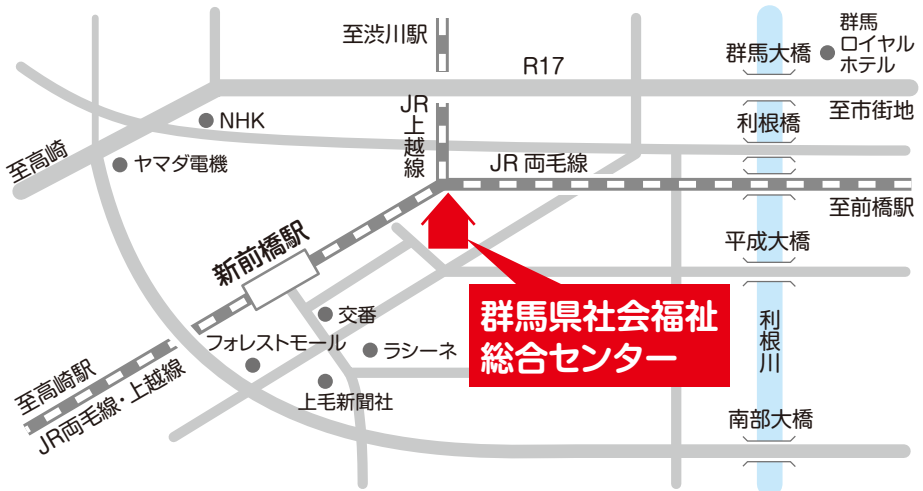 至渋川駅
R17
群馬大橋
群馬
ロイヤル
ホテル
至市街地
NHK
JR上越線
利根橋
至高崎
ヤマダ電機
JR両毛線
至前橋駅
新前橋駅
平成大橋
群馬県社会福祉
総合センター
交番
フォレストモール
ラシーネ
利根川
至高崎駅
JR両毛線・上越線
上毛新聞社
南部大橋